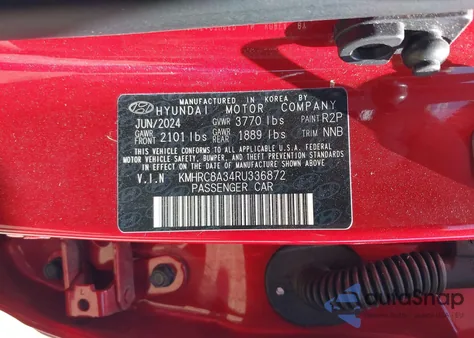 MANUFACTURED IN KOREA BY
HYUNDAI MOTOR COMPANY
JUN/2024 GVWR 3770 lbs PAINT R2P
GAWR FRONT 2101 lbs GAWR REAR 1889 lbs TRIM NNB
THIS VEHICLE CONFORMS TO ALL APPLICABLE U.S.A. FEDERAL
MOTOR VEHICLE SAFETY, BUMPER, AND THEFT PREVENTION STANDARDS
IN EFFECT ON THE DATE OF MANUFACTURE SHOWN ABOVE.
V.I.N KMHRC8A34RU336872
PASSENGER CAR
autoSnap